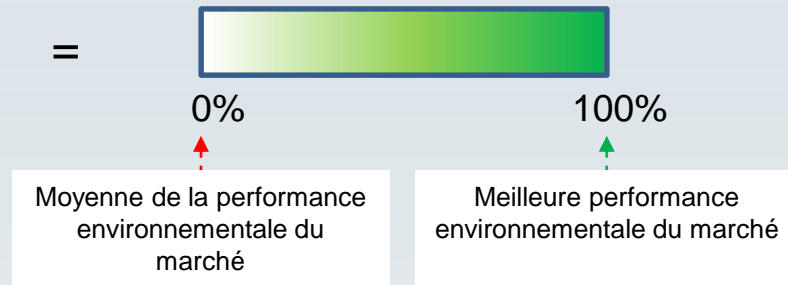 =
0%
100%
Moyenne de la performance
environnementale du
marché
Meilleure performance
environnementale du marché